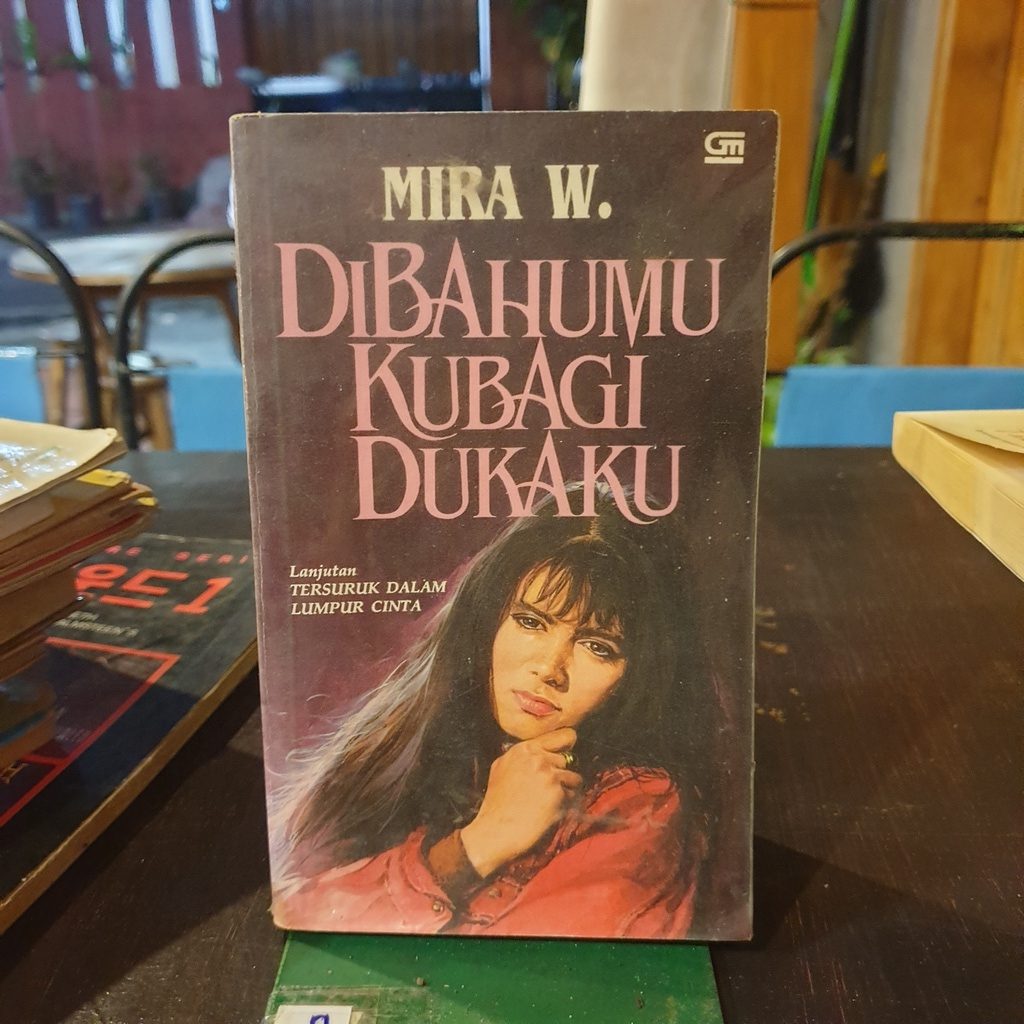 GM
MIRA W.
DIBAHUMU
KUBAGI
DUKAKU
Lanjutan
TERSURUK DALAM
LUMPUR CINTA